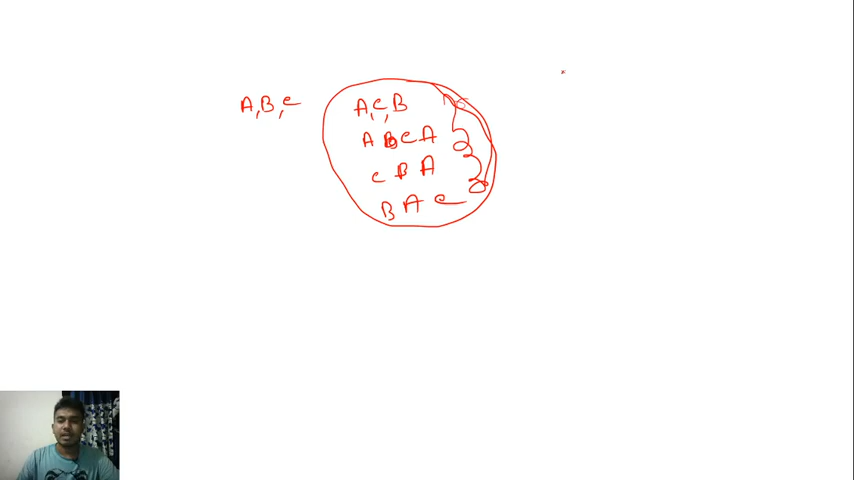 A,B,C
A,C,B
A B C A
C B A
B A C